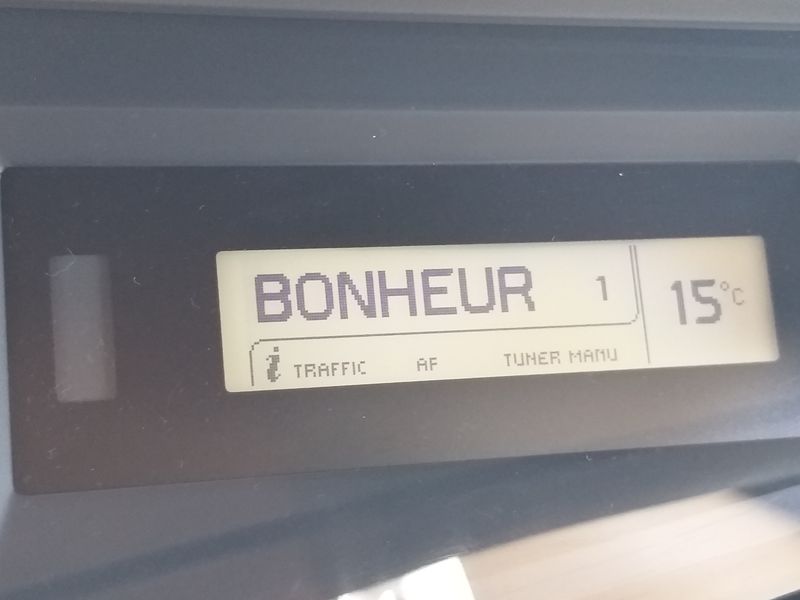 BONHEUR 1
15°C
i TRAFFIC AF TUNER MANU